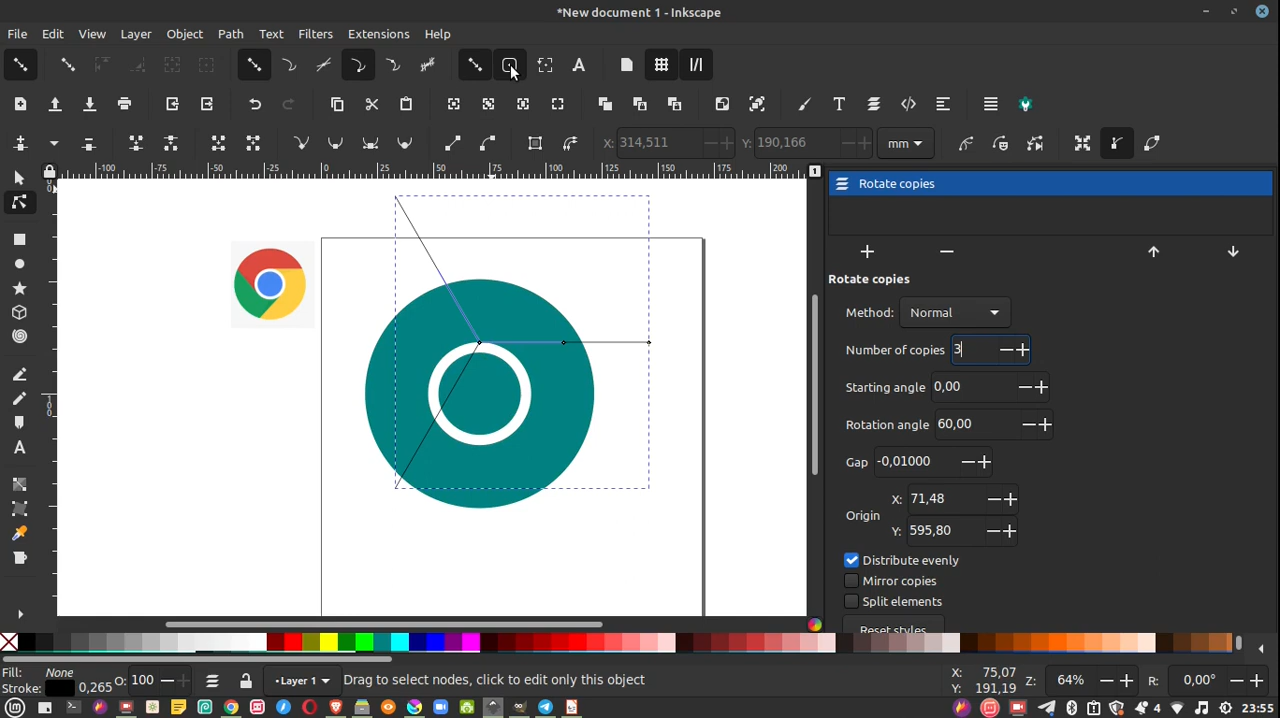 *New document 1 - Inkscape
File Edit View Layer Object Path Text Filters Extensions Help
X: 314,511 Y: 190,166 mm
-100 -75 -50 -25 0 25 50 75 100 125 150 175 200
1
Rotate copies
Rotate copies
Method: Normal
Number of copies 3
Starting angle 0,00
Rotation angle 60,00
Gap -0,01000
Origin X: 71,48
Y: 595,80
Distribute evenly
Mirror copies
Split elements
Reset styles
Fill: None
Stroke: 0,265
O: 100
Layer 1
Drag to select nodes, click to edit only this object
X: 75,07
Y: 191,19
Z: 64%
R: 0,00°
4 23:55